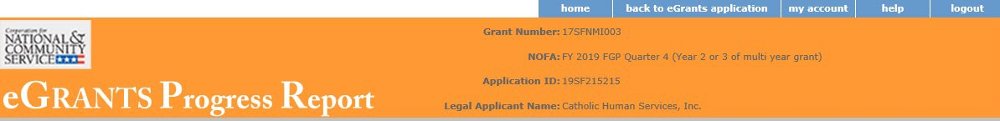 home back to eGrants application my account help logout
Corporation for
NATIONAL &
COMMUNITY
SERVICE
Grant Number: 17SFNMI003
NOFA: FY 2019 FGP Quarter 4 (Year 2 or 3 of multi year grant)
Application ID: 19SF215215
eGRANTS Progress Report
Legal Applicant Name: Catholic Human Services, Inc.